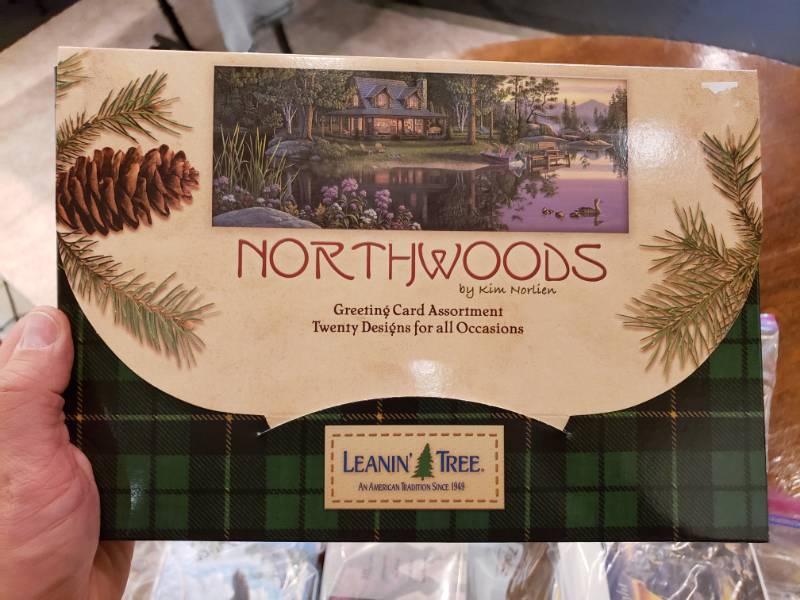 NORTHWOODS
by Kim Norlien
Greeting Card Assortment
Twenty Designs for all Occasions
LEANIN' TREE®
AN AMERICAN TRADITION SINCE 1949